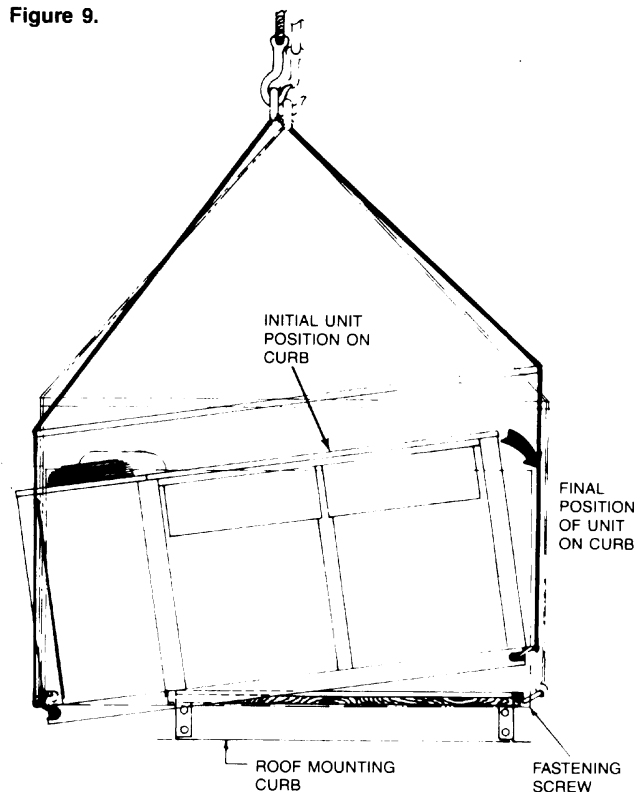 Figure 9.
INITIAL UNIT
POSITION ON
CURB
FINAL
POSITION
OF UNIT
ON CURB
ROOF MOUNTING
CURB
FASTENING
SCREW